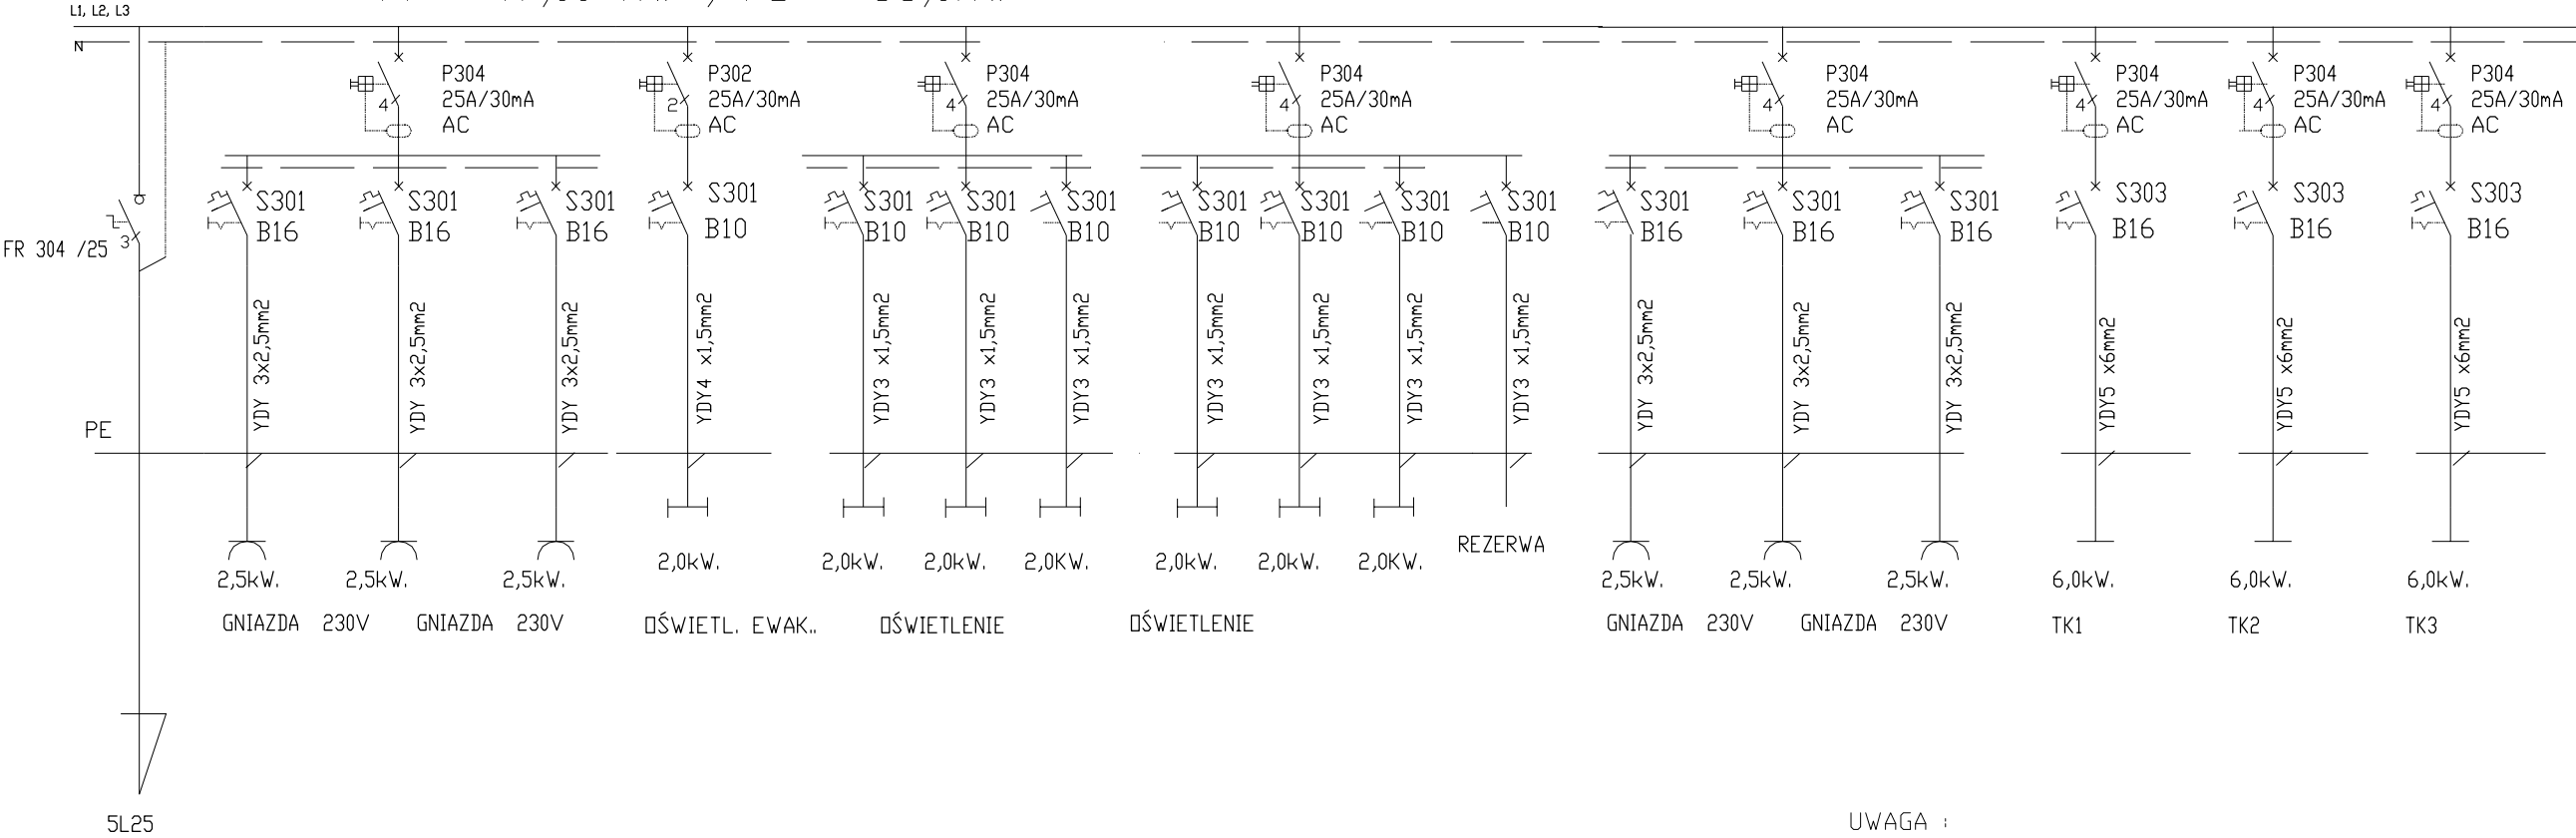 L1, L2, L3
N
P304
25A/30mA
AC
4
P302
25A/30mA
AC
2
P304
25A/30mA
AC
4
P304
25A/30mA
AC
4
P304
25A/30mA
AC
4
P304
25A/30mA
AC
4
P304
25A/30mA
AC
4
P304
25A/30mA
AC
4
FR 304 /25
3
S301
B16
S301
B16
S301
B16
S301
B10
S301
B10
S301
B10
S301
B10
S301
B10
S301
B10
S301
B10
S301
B10
S301
B16
S301
B16
S301
B16
S303
B16
S303
B16
S303
B16
YDY 3x2,5mm2
YDY 3x2,5mm2
YDY 3x2,5mm2
YDY4 x1,5mm2
YDY3 x1,5mm2
YDY3 x1,5mm2
YDY3 x1,5mm2
YDY3 x1,5mm2
YDY3 x1,5mm2
YDY3 x1,5mm2
YDY3 x1,5mm2
YDY 3x2,5mm2
YDY 3x2,5mm2
YDY 3x2,5mm2
YDY5 x6mm2
YDY5 x6mm2
YDY5 x6mm2
PE
2,5kW.
2,5kW.
2,5kW.
2,0kW.
2,0kW.
2,0kW.
2,0KW.
2,0kW.
2,0kW.
2,0KW.
REZERWA
2,5kW.
2,5kW.
2,5kW.
6,0kW.
6,0kW.
6,0kW.
GNIAZDA 230V GNIAZDA 230V
OŚWIETL. EWAK..
OŚWIETLENIE
OŚWIETLENIE
GNIAZDA 230V GNIAZDA 230V
TK1
TK2
TK3
5L25
UWAGA :